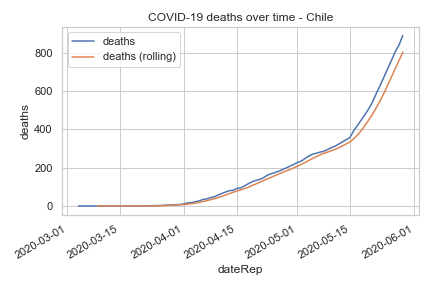 COVID-19 deaths over time - Chile
deaths
deaths (rolling)
deaths
800
600
400
200
0
2020-03-01
2020-03-15
2020-04-01
2020-04-15
2020-05-01
2020-05-15
2020-06-01
dateRep